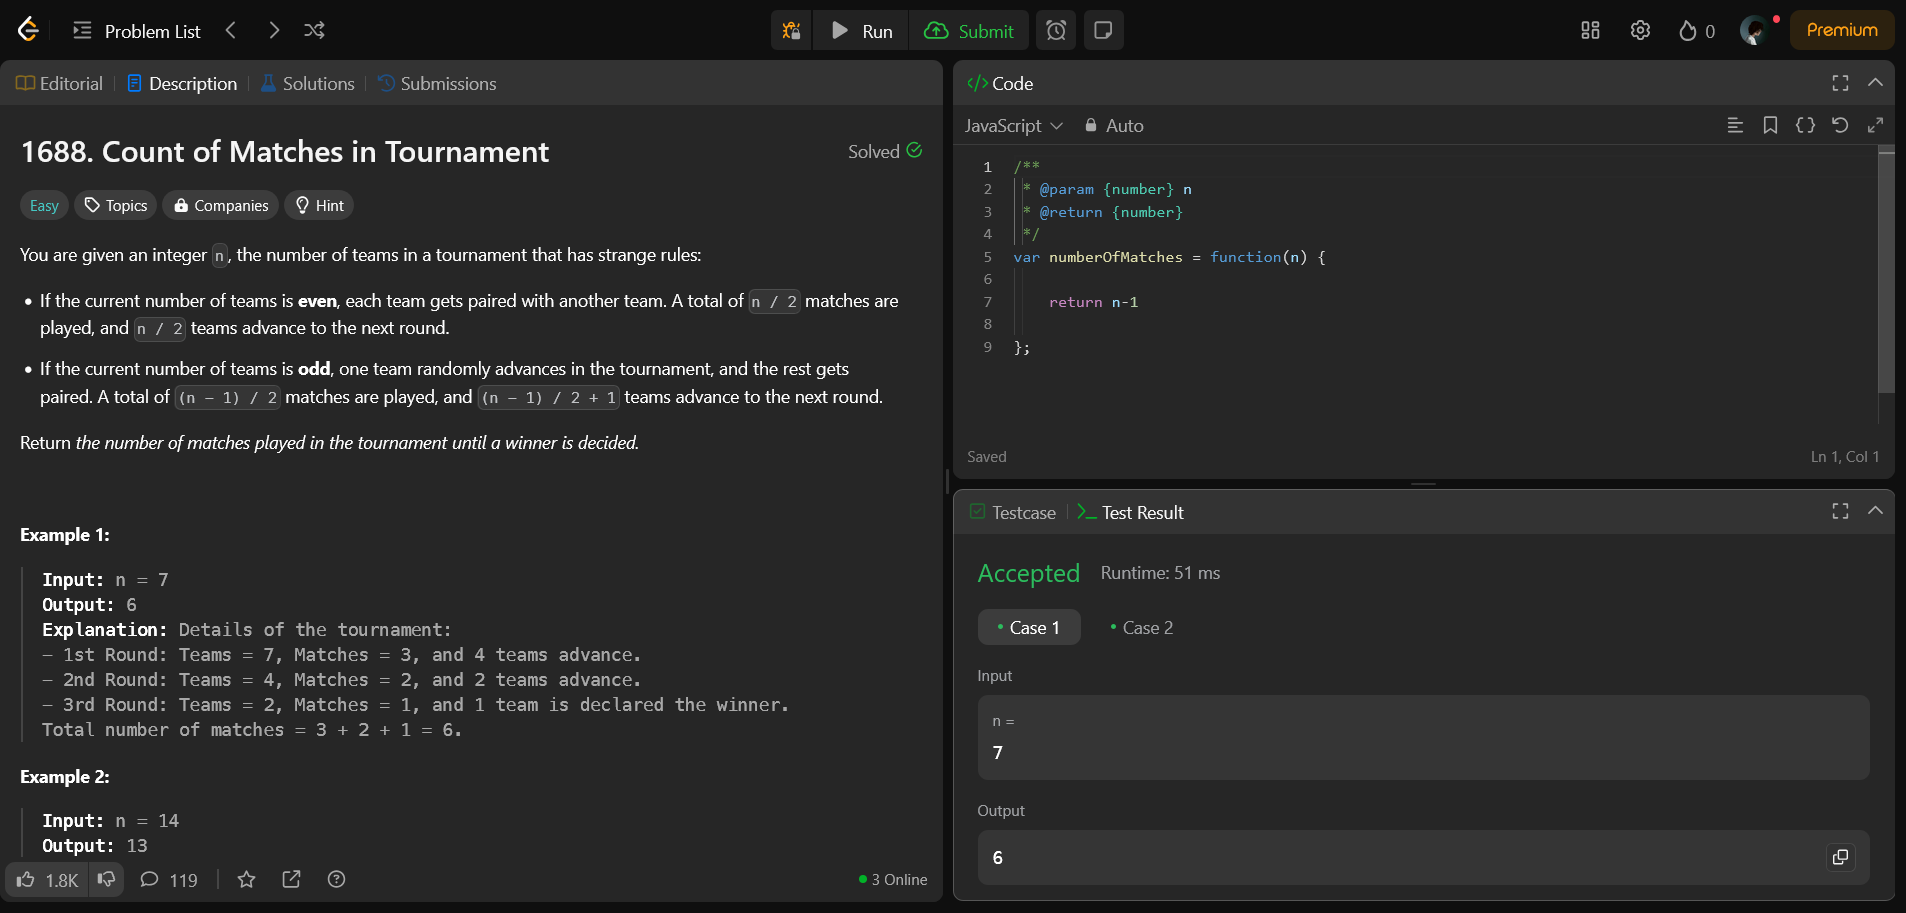 Problem List
Run
Submit
0
Premium
Editorial
Description
Solutions
Submissions
1688. Count of Matches in Tournament
Solved
Easy
Topics
Companies
Hint
You are given an integer n, the number of teams in a tournament that has strange rules:
• If the current number of teams is even, each team gets paired with another team. A total of n / 2 matches are
played, and n / 2 teams advance to the next round.
• If the current number of teams is odd, one team randomly advances in the tournament, and the rest gets
paired. A total of (n - 1) / 2 matches are played, and (n - 1) / 2 + 1 teams advance to the next round.
Return the number of matches played in the tournament until a winner is decided.
Example 1:
Input: n = 7
Output: 6
Explanation: Details of the tournament:
- 1st Round: Teams = 7, Matches = 3, and 4 teams advance.
- 2nd Round: Teams = 4, Matches = 2, and 2 teams advance.
- 3rd Round: Teams = 2, Matches = 1, and 1 team is declared the winner.
Total number of matches = 3 + 2 + 1 = 6.
Example 2:
Input: n = 14
Output: 13
1.8K
119
3 Online
</> Code
JavaScript
Auto
1 /**
2 * @param {number} n
3 * @return {number}
4 */
5 var numberOfMatches = function(n) {
6
7 return n-1
8
9 };
Saved
Ln 1, Col 1
Testcase
Test Result
Accepted
Runtime: 51 ms
• Case 1
• Case 2
Input
n =
7
Output
6